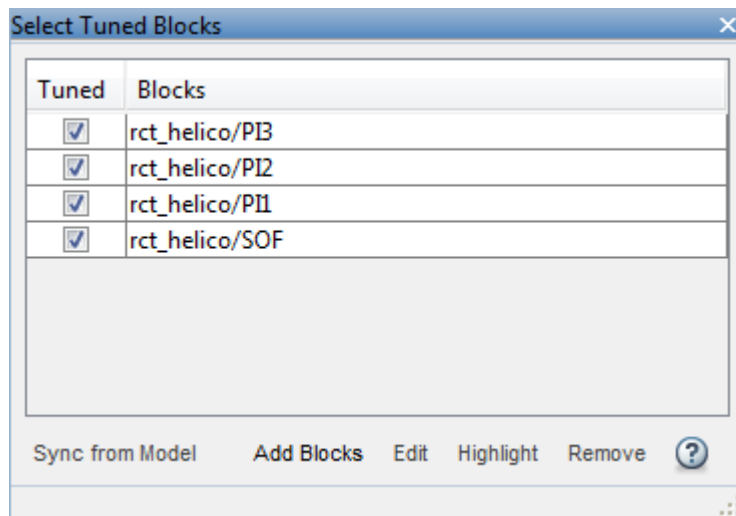 Select Tuned Blocks
Tuned Blocks
rct_helico/PI3
rct_helico/PI2
rct_helico/PI1
rct_helico/SOF
Sync from Model Add Blocks Edit Highlight Remove ?